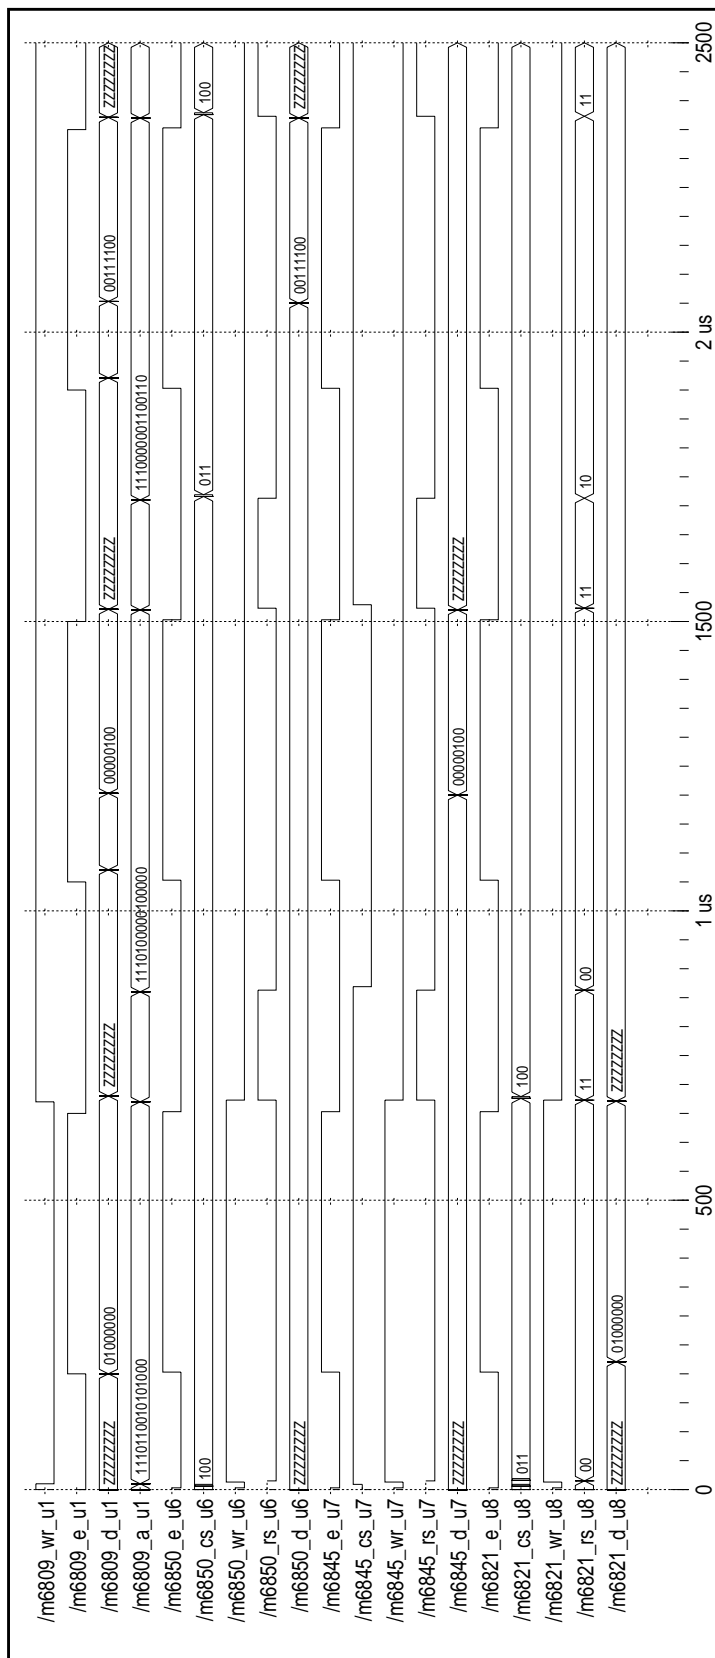 /m6809_wr_u1
/m6809_e_u1
/m6809_d_u1 ZZZZZZZZ 01000000 ZZZZZZZZ 00000100 ZZZZZZZZ 00111100 ZZZZZZZZ
/m6809_a_u1 1110110010101000 1110100000100000 1110000001100110
/m6850_e_u6
/m6850_cs_u6 100 011 100
/m6850_wr_u6
/m6850_rs_u6
/m6850_d_u6 ZZZZZZZZ 00111100 ZZZZZZZZ
/m6845_e_u7
/m6845_cs_u7
/m6845_wr_u7
/m6845_rs_u7
/m6845_d_u7 ZZZZZZZZ 00000100 ZZZZZZZZ
/m6821_e_u8
/m6821_cs_u8 011 100
/m6821_wr_u8
/m6821_rs_u8 00 11 00 11 10 11
/m6821_d_u8 ZZZZZZZZ 01000000 ZZZZZZZZ
0 500 1 us 1500 2 us 2500